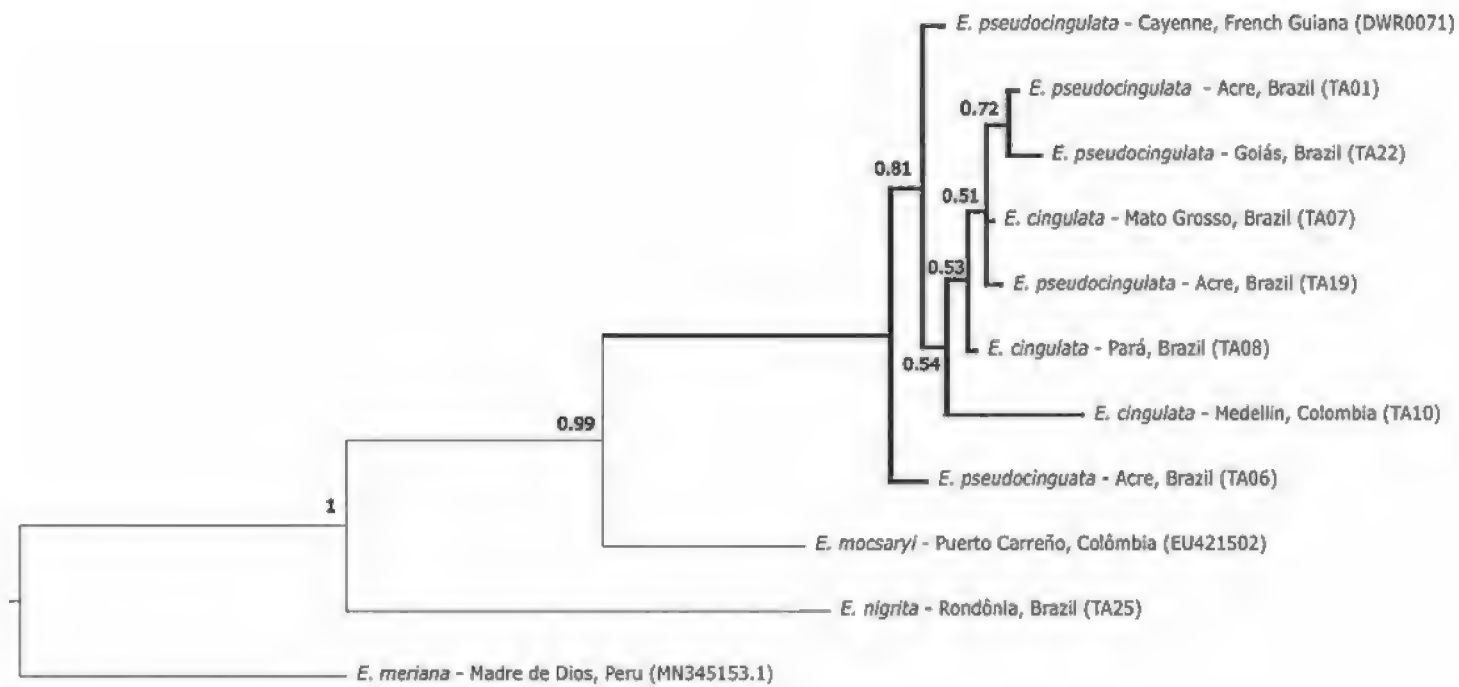 E. pseudocingulata - Cayenne, French Guiana (DWR0071)
E. pseudocingulata - Acre, Brazil (TA01)
0.72
E. pseudocingulata - Goiás, Brazil (TA22)
0.81
0.51
E. cingulata - Mato Grosso, Brazil (TA07)
0.53
E. pseudocingulata - Acre, Brazil (TA19)
E. cingulata - Pará, Brazil (TA08)
0.54
E. cingulata - Medellin, Colombia (TA10)
0.99
E. pseudocinguata - Acre, Brazil (TA06)
1
E. mocsaryi - Puerto Carreño, Colômbia (EU421502)
E. nigrita - Rondônia, Brazil (TA25)
E. meriana - Madre de Dios, Peru (MN345153.1)